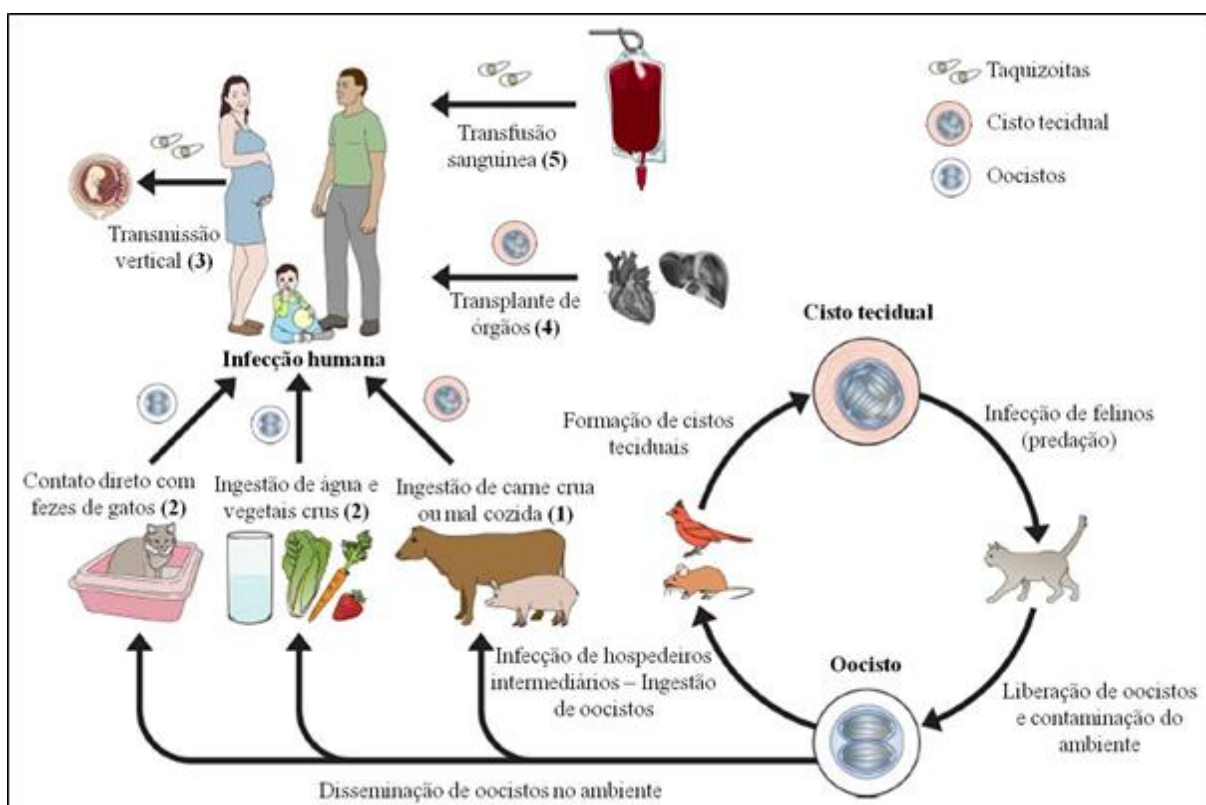 Taquizoitas
Cisto tecidual
Oocistos
Transfusão
sanguinea (5)
Transmissão
vertical (3)
Transplante de
órgãos (4)
Infecção humana
Cisto tecidual
Formação de cistos
teciduais
Infecção de felinos
(predação)
Contato direto com
fezes de gatos (2)
Ingestão de água e
vegetais crus (2)
Ingestão de carne crua
ou mal cozida (1)
Infecção de hospedeiros
intermediários – Ingestão
de oocistos
Oocisto
Liberação de oocistos
e contaminação do
ambiente
Disseminação de oocistos no ambiente